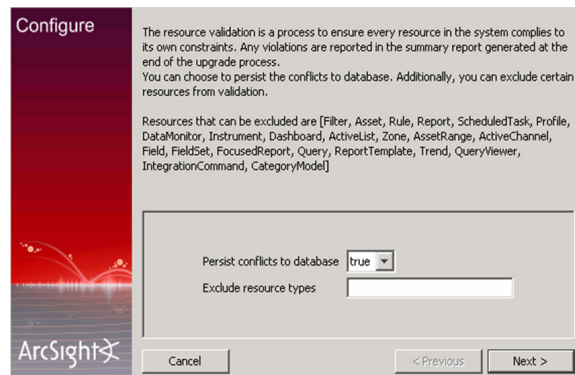 Configure
The resource validation is a process to ensure every resource in the system complies to
its own constraints. Any violations are reported in the summary report generated at the
end of the upgrade process.
You can choose to persist the conflicts to database. Additionally, you can exclude certain
resources from validation.
Resources that can be excluded are [Filter, Asset, Rule, Report, ScheduledTask, Profile,
DataMonitor, Instrument, Dashboard, ActiveList, Zone, AssetRange, ActiveChannel,
Field, FieldSet, FocusedReport, Query, ReportTemplate, Trend, QueryViewer,
IntegrationCommand, CategoryModel]
Persist conflicts to database true
Exclude resource types
ArcSight
Cancel < Previous Next >